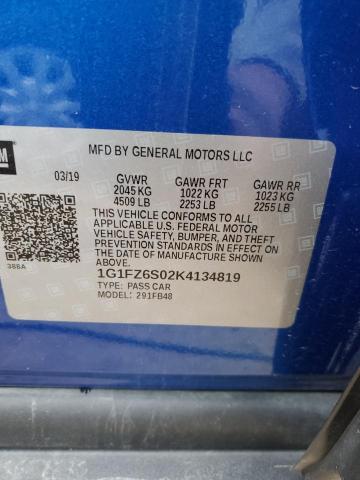 GM
MFD BY GENERAL MOTORS LLC
03/19 GVWR GAWR FRT GAWR RR
2045 KG 1022 KG 1023 KG
4509 LB 2253 LB 2255 LB
THIS VEHICLE CONFORMS TO ALL
APPLICABLE U.S. FEDERAL MOTOR
VEHICLE SAFETY, BUMPER, AND THEFT
PREVENTION STANDARDS IN EFFECT ON
THE DATE OF MANUFACTURE SHOWN
ABOVE.
388A
1G1FZ6S02K4134819
TYPE: PASS CAR
MODEL: 291FB48